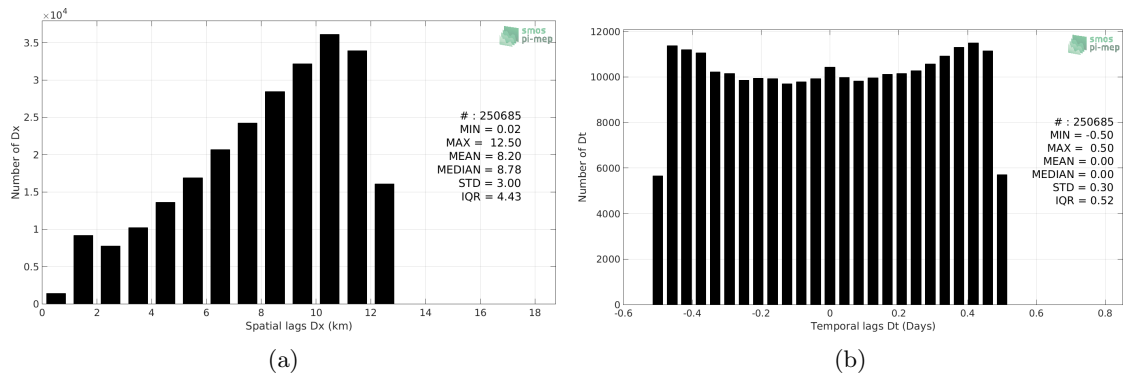 ×10⁴
3.5
3
2.5
2
1.5
1
0.5
0
Number of Dx
smos
pi-mep
# : 250685
MIN = 0.02
MAX = 12.50
MEAN = 8.20
MEDIAN = 8.78
STD = 3.00
IQR = 4.43
0 2 4 6 8 10 12 14 16 18
Spatial lags Dx (km)
(a)
12000
10000
8000
6000
4000
2000
0
Number of Dt
smos
pi-mep
# : 250685
MIN = -0.50
MAX = 0.50
MEAN = 0.00
MEDIAN = 0.00
STD = 0.30
IQR = 0.52
-0.6 -0.4 -0.2 0 0.2 0.4 0.6 0.8
Temporal lags Dt (Days)
(b)